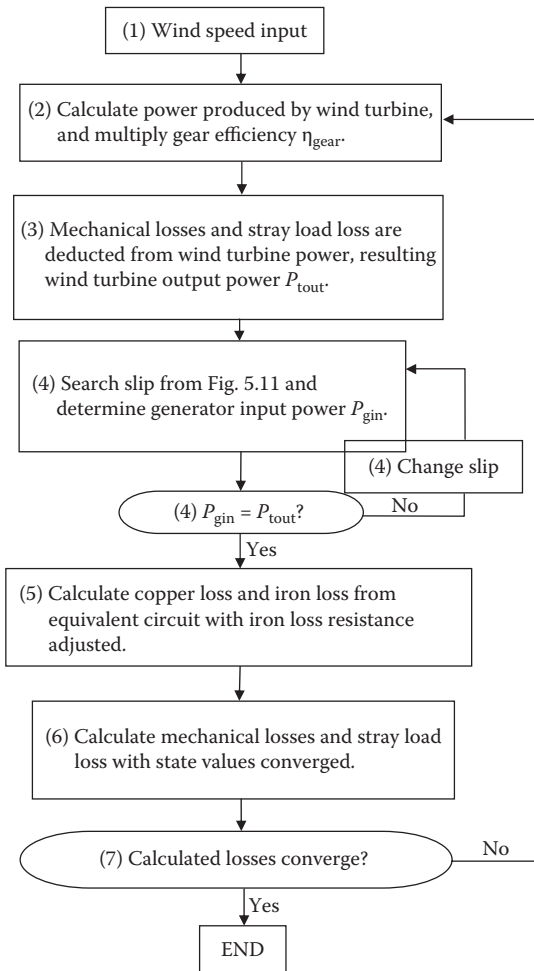 (1) Wind speed input
(2) Calculate power produced by wind turbine,
and multiply gear efficiency ηgear.
(3) Mechanical losses and stray load loss are
deducted from wind turbine power, resulting
wind turbine output power Ptout.
(4) Search slip from Fig. 5.11 and
determine generator input power Pgin.
(4) Change slip
(4) Pgin = Ptout?
No
Yes
(5) Calculate copper loss and iron loss from
equivalent circuit with iron loss resistance
adjusted.
(6) Calculate mechanical losses and stray load
loss with state values converged.
(7) Calculated losses converge?
No
Yes
END